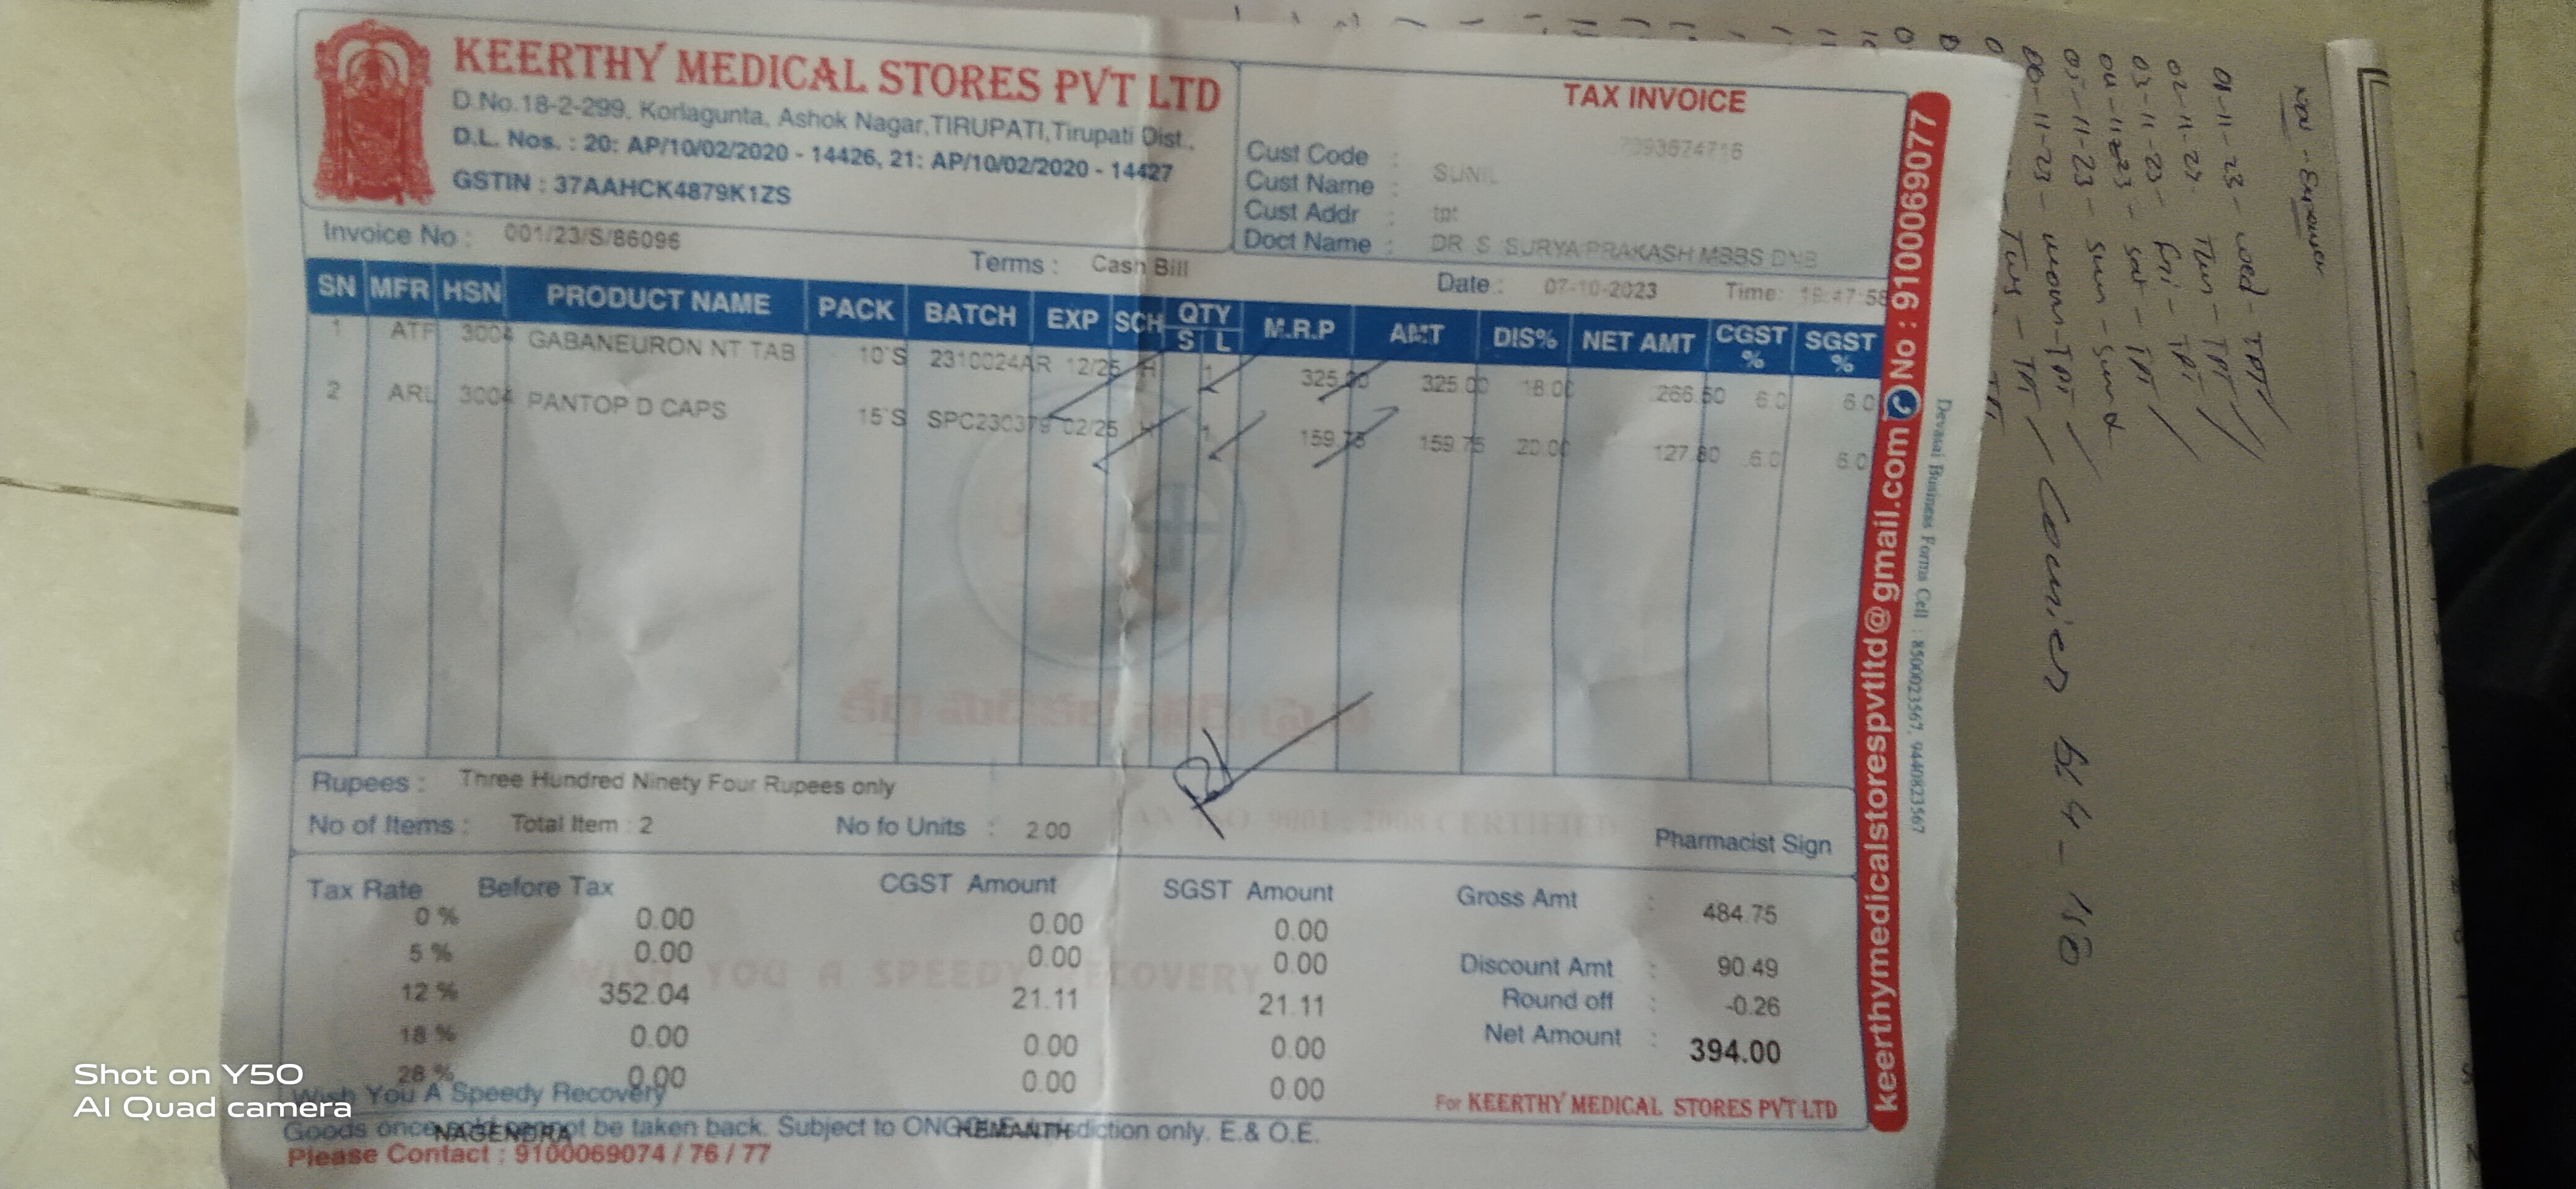 KEERTHY MEDICAL STORES PVT LTD
D.No.18-2-299, Korlagunta, Ashok Nagar,TIRUPATI,Tirupati Dist.,
D.L. Nos. : 20: AP/10/02/2020 - 14426, 21: AP/10/02/2020 - 14427
GSTIN : 37AAHCK4879K1ZS
TAX INVOICE
Cust Code :
Cust Name : SUNIL
Cust Addr : tpt
Doct Name : DR S SURYA PRAKASH MBBS DNB
Invoice No : 001/23/S/86096
Terms : Cash Bill
Date : 07-10-2023 Time: 19:47:58
SN MFR HSN PRODUCT NAME PACK BATCH EXP SCH QTY S L M.R.P AMT DIS% NET AMT CGST % SGST %
1 ATF 3004 GABANEURON NT TAB 10'S 2310024AR 12/25 H 1 325.00 325.00 18.00 266.50 6.0 6.0
2 ARL 3004 PANTOP D CAPS 15'S SPC230379 02/25 H 1 159.75 159.75 20.00 127.80 6.0 6.0
Rupees : Three Hundred Ninety Four Rupees only
No of Items : Total Item : 2 No fo Units : 2.00
AN ISO 9001 : 2008 CERTIFIED
Pharmacist Sign
Tax Rate Before Tax CGST Amount SGST Amount
0 % 0.00 0.00 0.00
5 % 0.00 0.00 0.00
12 % 352.04 21.11 21.11
18 % 0.00 0.00 0.00
28 % 0.00 0.00 0.00
Gross Amt : 484.75
Discount Amt : 90.49
Round off : -0.26
Net Amount : 394.00
WISH YOU A SPEEDY RECOVERY
Wish You A Speedy Recovery
For KEERTHY MEDICAL STORES PVT LTD
Goods once sold cannot be taken back. Subject to ONGOLE Jurisdiction only. E.& O.E.
NAGENDRA HEMANTH
Please Contact : 9100069074 / 76 / 77
keerthymedicalstorespvtltd@gmail.com No : 9100069077
Devasai Business Forms Cell : 8500023567, 9440823567
01-11-23 - wed - TPT
02-11-23 - Thu - TPT
03-11-23 - Fri - TPT
04-11-23 - Sat - TPT
05-11-23 - Sun - Sund
06-11-23 - mon - TPT
Tus - TPT
Courier
Shot on Y50
AI Quad camera